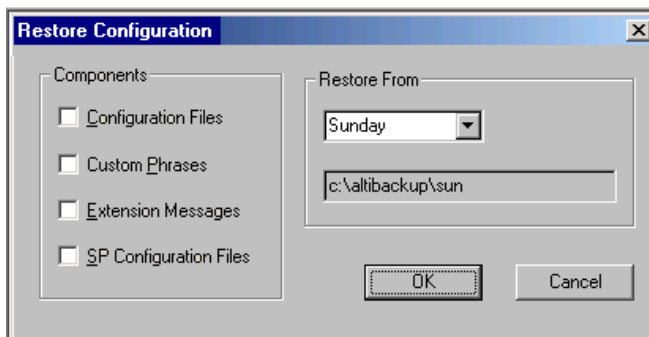 Restore Configuration
Components
Configuration Files
Custom Phrases
Extension Messages
SP Configuration Files
Restore From
Sunday
c:\altibackup\sun
OK
Cancel